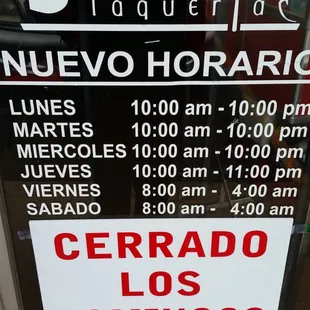 NUEVO HORARIO
LUNES 10:00 am - 10:00 pm
MARTES 10:00 am - 10:00 pm
MIERCOLES 10:00 am - 10:00 pm
JUEVES 10:00 am - 11:00 pm
VIERNES 8:00 am - 4:00 am
SABADO 8:00 am - 4:00 am
CERRADO
LOS